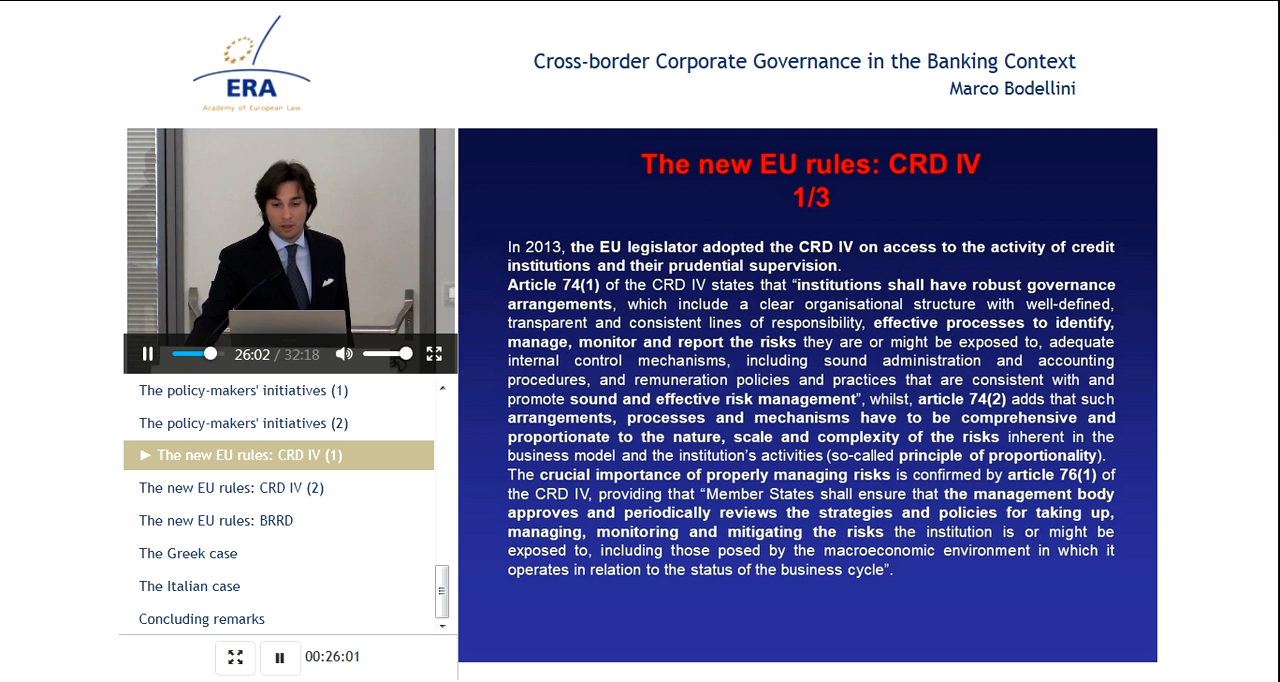 ERA
Academy of European Law
Cross-border Corporate Governance in the Banking Context
Marco Bodellini
26:02 / 32:18
The policy-makers' initiatives (1)
The policy-makers' initiatives (2)
► The new EU rules: CRD IV (1)
The new EU rules: CRD IV (2)
The new EU rules: BRRD
The Greek case
The Italian case
Concluding remarks
00:26:01
The new EU rules: CRD IV
1/3
In 2013, the EU legislator adopted the CRD IV on access to the activity of credit
institutions and their prudential supervision.
Article 74(1) of the CRD IV states that “institutions shall have robust governance
arrangements, which include a clear organisational structure with well-defined,
transparent and consistent lines of responsibility, effective processes to identify,
manage, monitor and report the risks they are or might be exposed to, adequate
internal control mechanisms, including sound administration and accounting
procedures, and remuneration policies and practices that are consistent with and
promote sound and effective risk management”, whilst, article 74(2) adds that such
arrangements, processes and mechanisms have to be comprehensive and
proportionate to the nature, scale and complexity of the risks inherent in the
business model and the institution’s activities (so-called principle of proportionality).
The crucial importance of properly managing risks is confirmed by article 76(1) of
the CRD IV, providing that “Member States shall ensure that the management body
approves and periodically reviews the strategies and policies for taking up,
managing, monitoring and mitigating the risks the institution is or might be
exposed to, including those posed by the macroeconomic environment in which it
operates in relation to the status of the business cycle”.